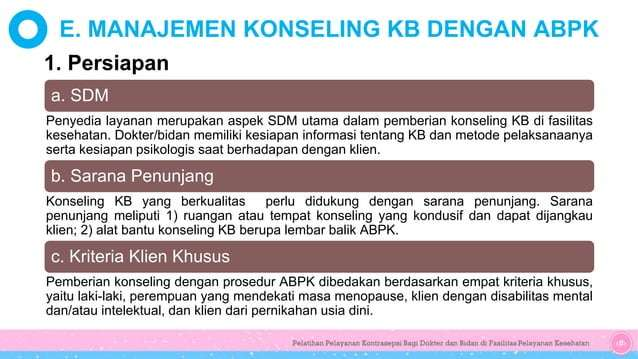 E. MANAJEMEN KONSELING KB DENGAN ABPK
1. Persiapan
a. SDM
Penyedia layanan merupakan aspek SDM utama dalam pemberian konseling KB di fasilitas
kesehatan. Dokter/bidan memiliki kesiapan informasi tentang KB dan metode pelaksanaanya
serta kesiapan psikologis saat berhadapan dengan klien.
b. Sarana Penunjang
Konseling KB yang berkualitas perlu didukung dengan sarana penunjang. Sarana
penunjang meliputi 1) ruangan atau tempat konseling yang kondusif dan dapat dijangkau
klien; 2) alat bantu konseling KB berupa lembar balik ABPK.
c. Kriteria Klien Khusus
Pemberian konseling dengan prosedur ABPK dibedakan berdasarkan empat kriteria khusus,
yaitu laki-laki, perempuan yang mendekati masa menopause, klien dengan disabilitas mental
dan/atau intelektual, dan klien dari pernikahan usia dini.
Pelatihan Pelayanan Kontrasepsi Bagi Dokter dan Bidan di Fasilitas Pelayanan Kesehatan